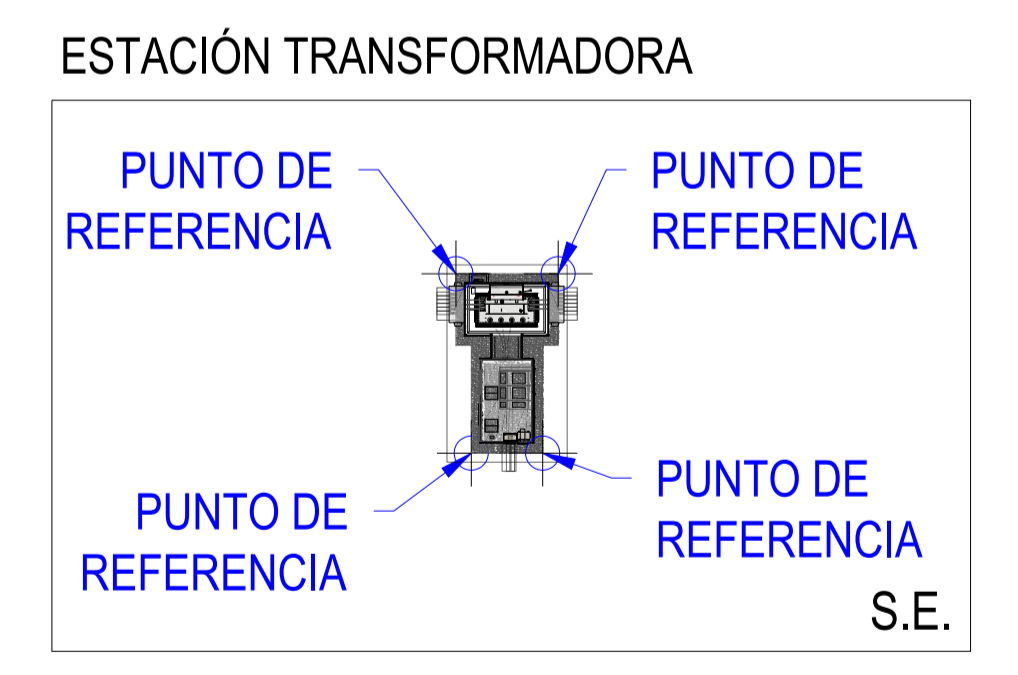 ESTACIÓN TRANSFORMADORA
PUNTO DE
REFERENCIA
PUNTO DE
REFERENCIA
PUNTO DE
REFERENCIA
PUNTO DE
REFERENCIA
S.E.